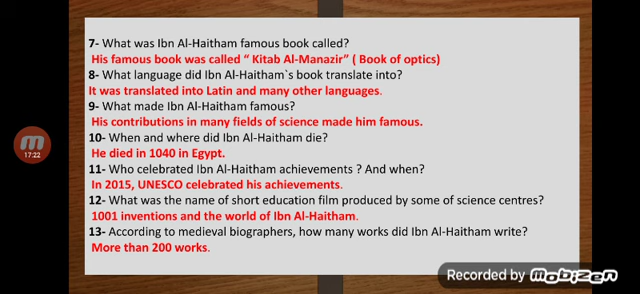 7- What was Ibn Al-Haitham famous book called?
His famous book was called “ Kitab Al-Manazir” ( Book of optics)
8- What language did Ibn Al-Haitham`s book translate into?
It was translated into Latin and many other languages.
9- What made Ibn Al-Haitham famous?
His contributions in many fields of science made him famous.
10- When and where did Ibn Al-Haitham die?
He died in 1040 in Egypt.
11- Who celebrated Ibn Al-Haitham achievements ? And when?
In 2015, UNESCO celebrated his achievements.
12- What was the name of short education film produced by some of science centres?
1001 inventions and the world of Ibn Al-Haitham.
13- According to medieval biographers, how many works did Ibn Al-Haitham write?
More than 200 works.
m
17:22
Recorded by Mobizen